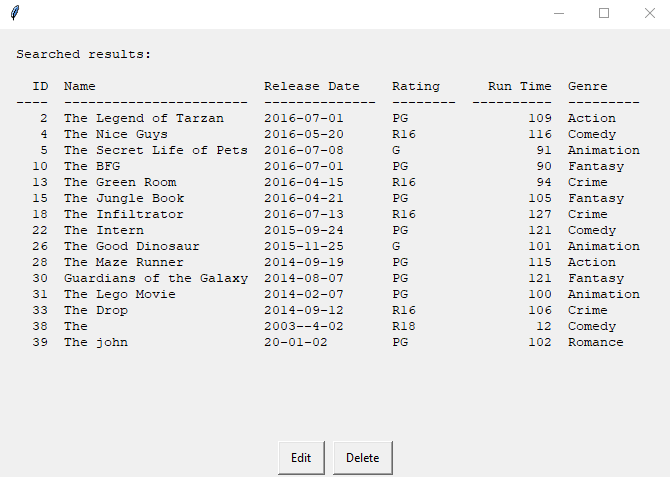 Searched results:
ID  Name                     Release Date    Rating      Run Time  Genre
----  -----------------------  --------------  --------  ----------  ---------
2  The Legend of Tarzan     2016-07-01      PG               109  Action
4  The Nice Guys            2016-05-20      R16              116  Comedy
5  The Secret Life of Pets  2016-07-08      G                 91  Animation
10  The BFG                  2016-07-01      PG                90  Fantasy
13  The Green Room           2016-04-15      R16               94  Crime
15  The Jungle Book          2016-04-21      PG               105  Fantasy
18  The Infiltrator          2016-07-13      R16              127  Crime
22  The Intern               2015-09-24      PG               121  Comedy
26  The Good Dinosaur        2015-11-25      G                101  Animation
28  The Maze Runner          2014-09-19      PG               115  Action
30  Guardians of the Galaxy  2014-08-07      PG               121  Fantasy
31  The Lego Movie           2014-02-07      PG               100  Animation
33  The Drop                 2014-09-12      R16              106  Crime
38  The                      2003--4-02      R18               12  Comedy
39  The john                 20-01-02        PG               102  Romance
Edit  Delete